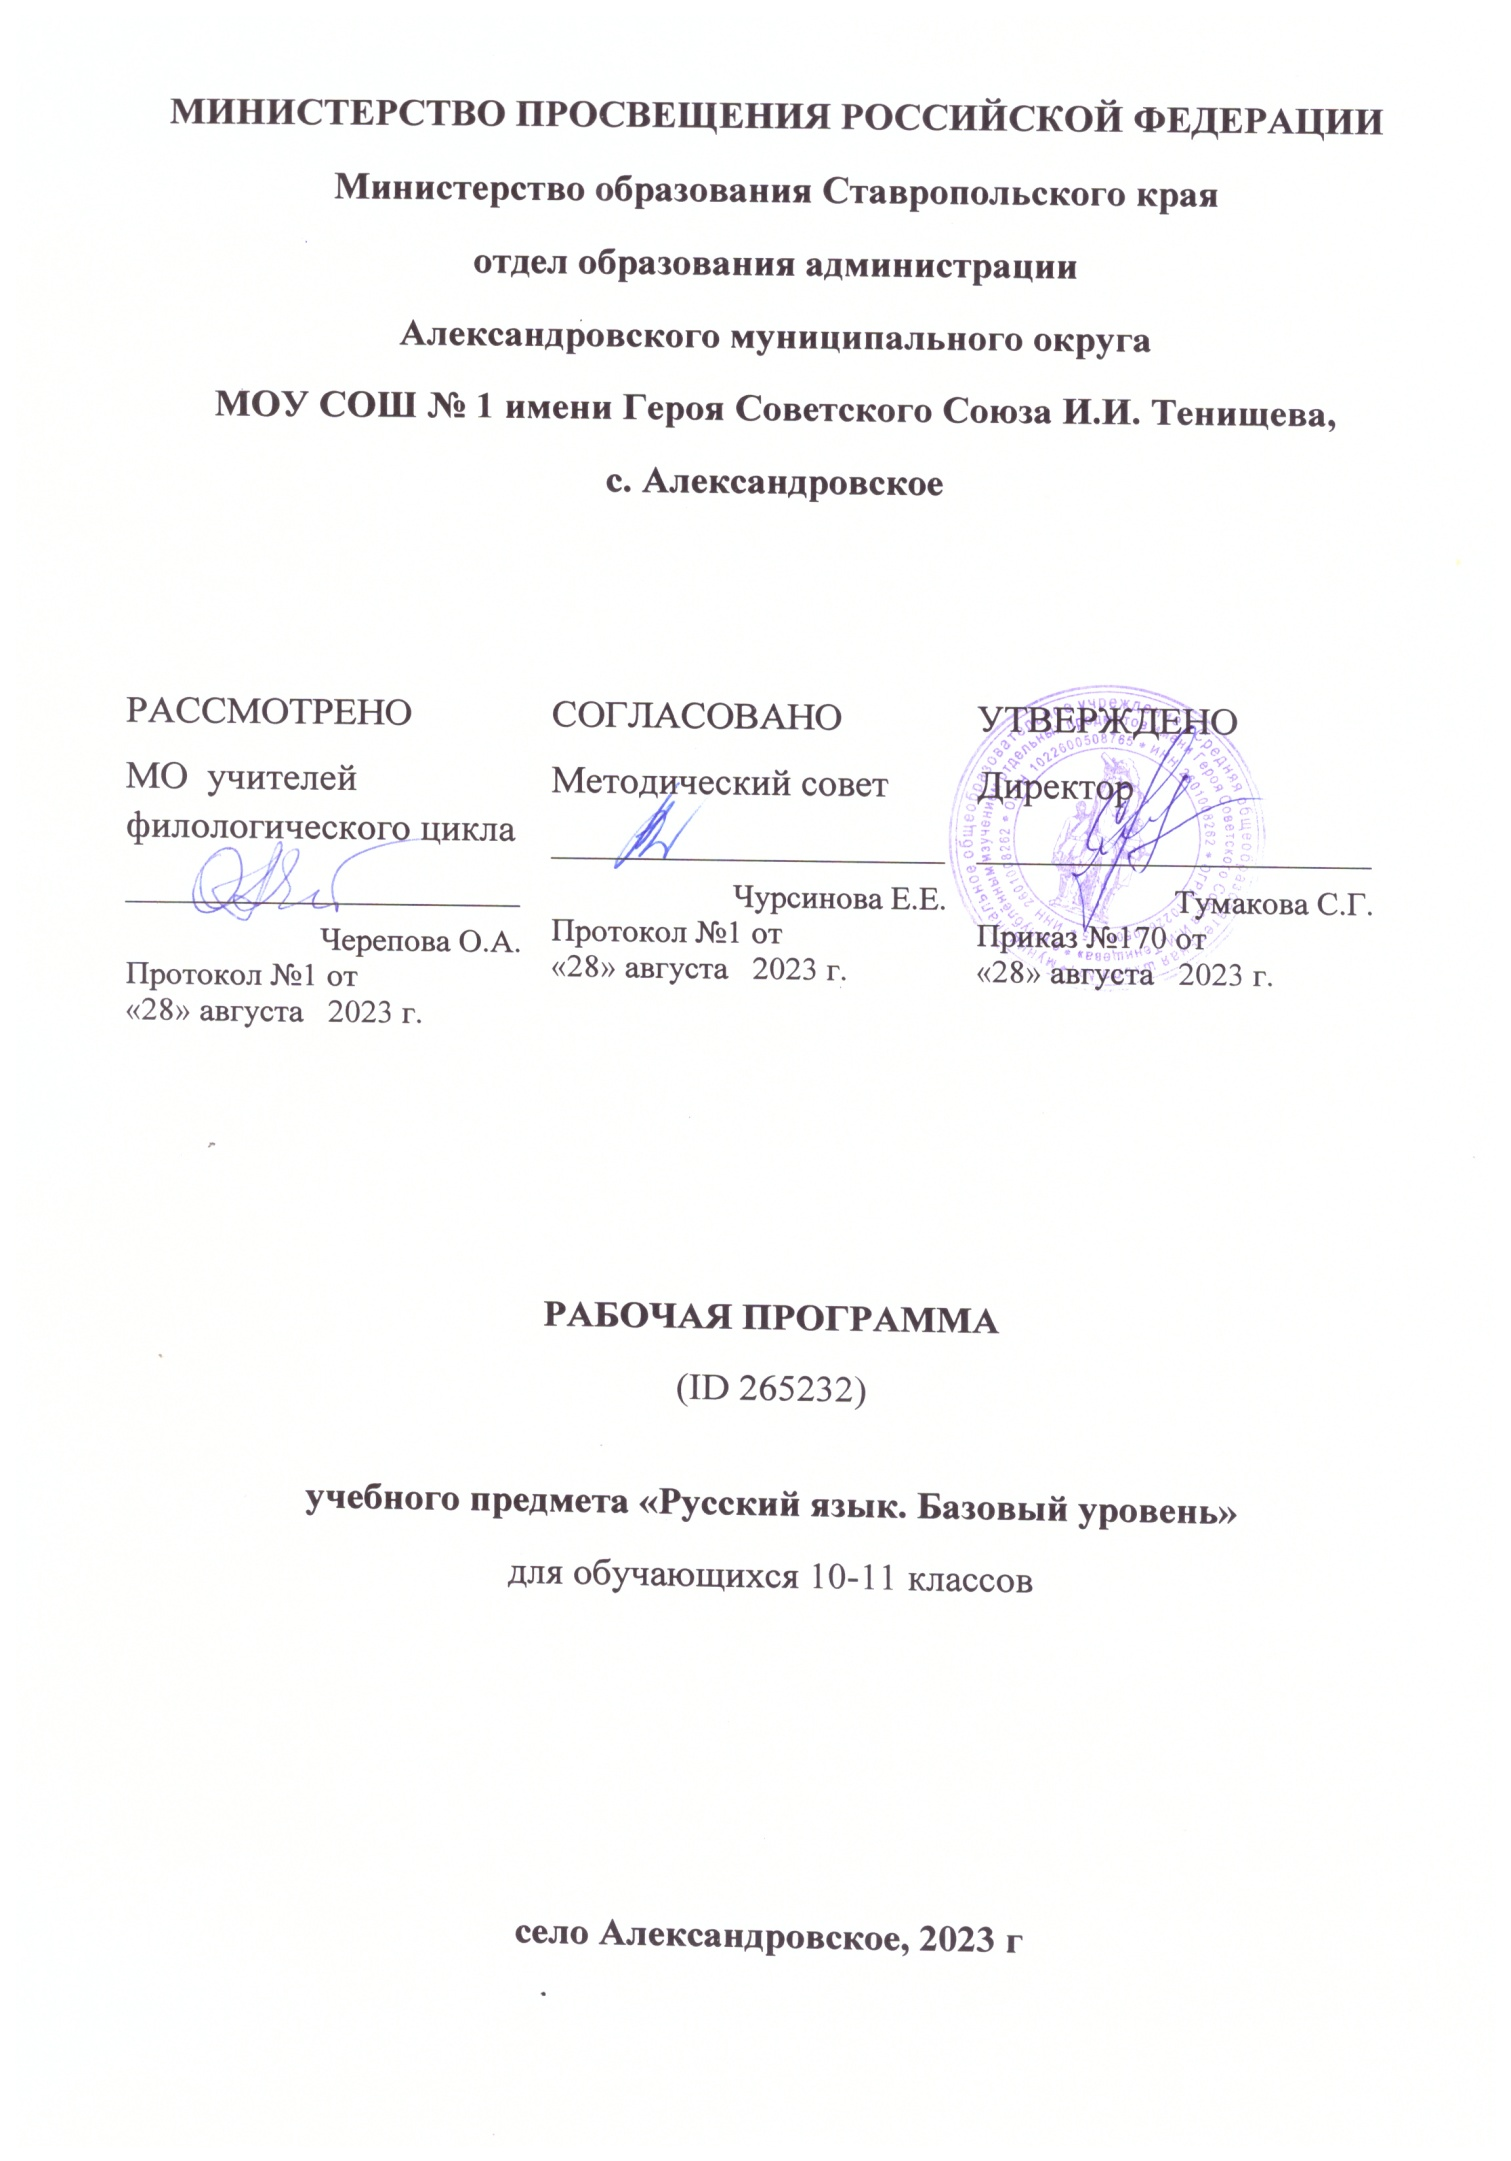 МИНИСТЕРСТВО ПРОСВЕЩЕНИЯ РОССИЙСКОЙ ФЕДЕРАЦИИ
Министерство образования Ставропольского края
отдел образования администрации
Александровского муниципального округа
МОУ СОШ № 1 имени Героя Советского Союза И.И. Тенищева,
с. Александровское
РАССМОТРЕНО
МО учителей
филологического цикла
Черепова О.А.
Протокол №1 от
«28» августа 2023 г.
СОГЛАСОВАНО
Методический совет
Чурсинова Е.Е.
Протокол №1 от
«28» августа 2023 г.
УТВЕРЖДЕНО
Директор
Тумакова С.Г.
Приказ №170 от
«28» августа 2023 г.
РАБОЧАЯ ПРОГРАММА
(ID 265232)
учебного предмета «Русский язык. Базовый уровень»
для обучающихся 10-11 классов
село Александровское, 2023 г